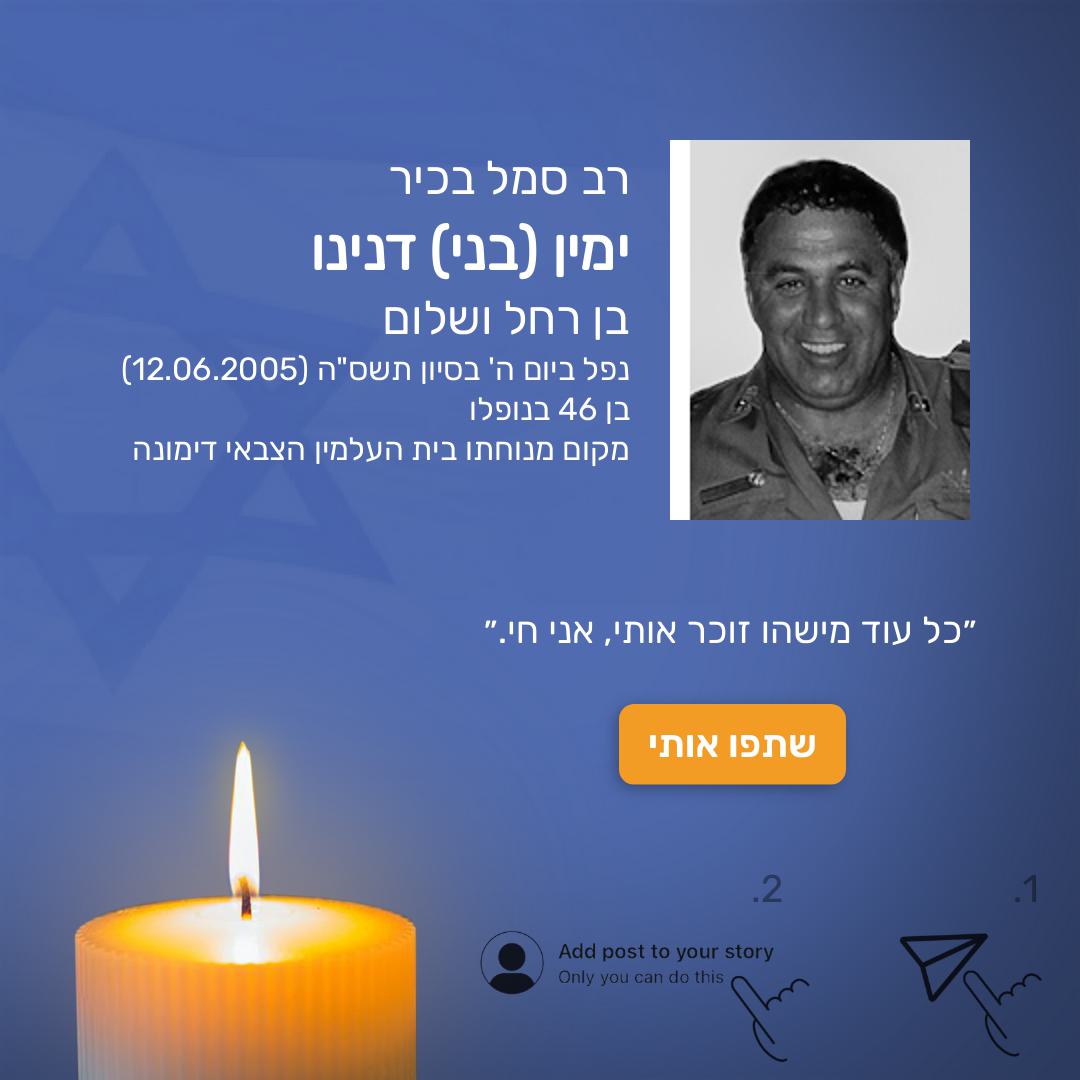 רב סמל בכיר
ימין (בני) דנינו
בן רחל ושלום
נפל ביום ה' בסיון תשס"ה (12.06.2005)
בן 46 בנופלו
מקום מנוחתו בית העלמין הצבאי דימונה
״כל עוד מישהו זוכר אותי, אני חי.״
שתפו אותי
1.
2.
Add post to your story
Only you can do this